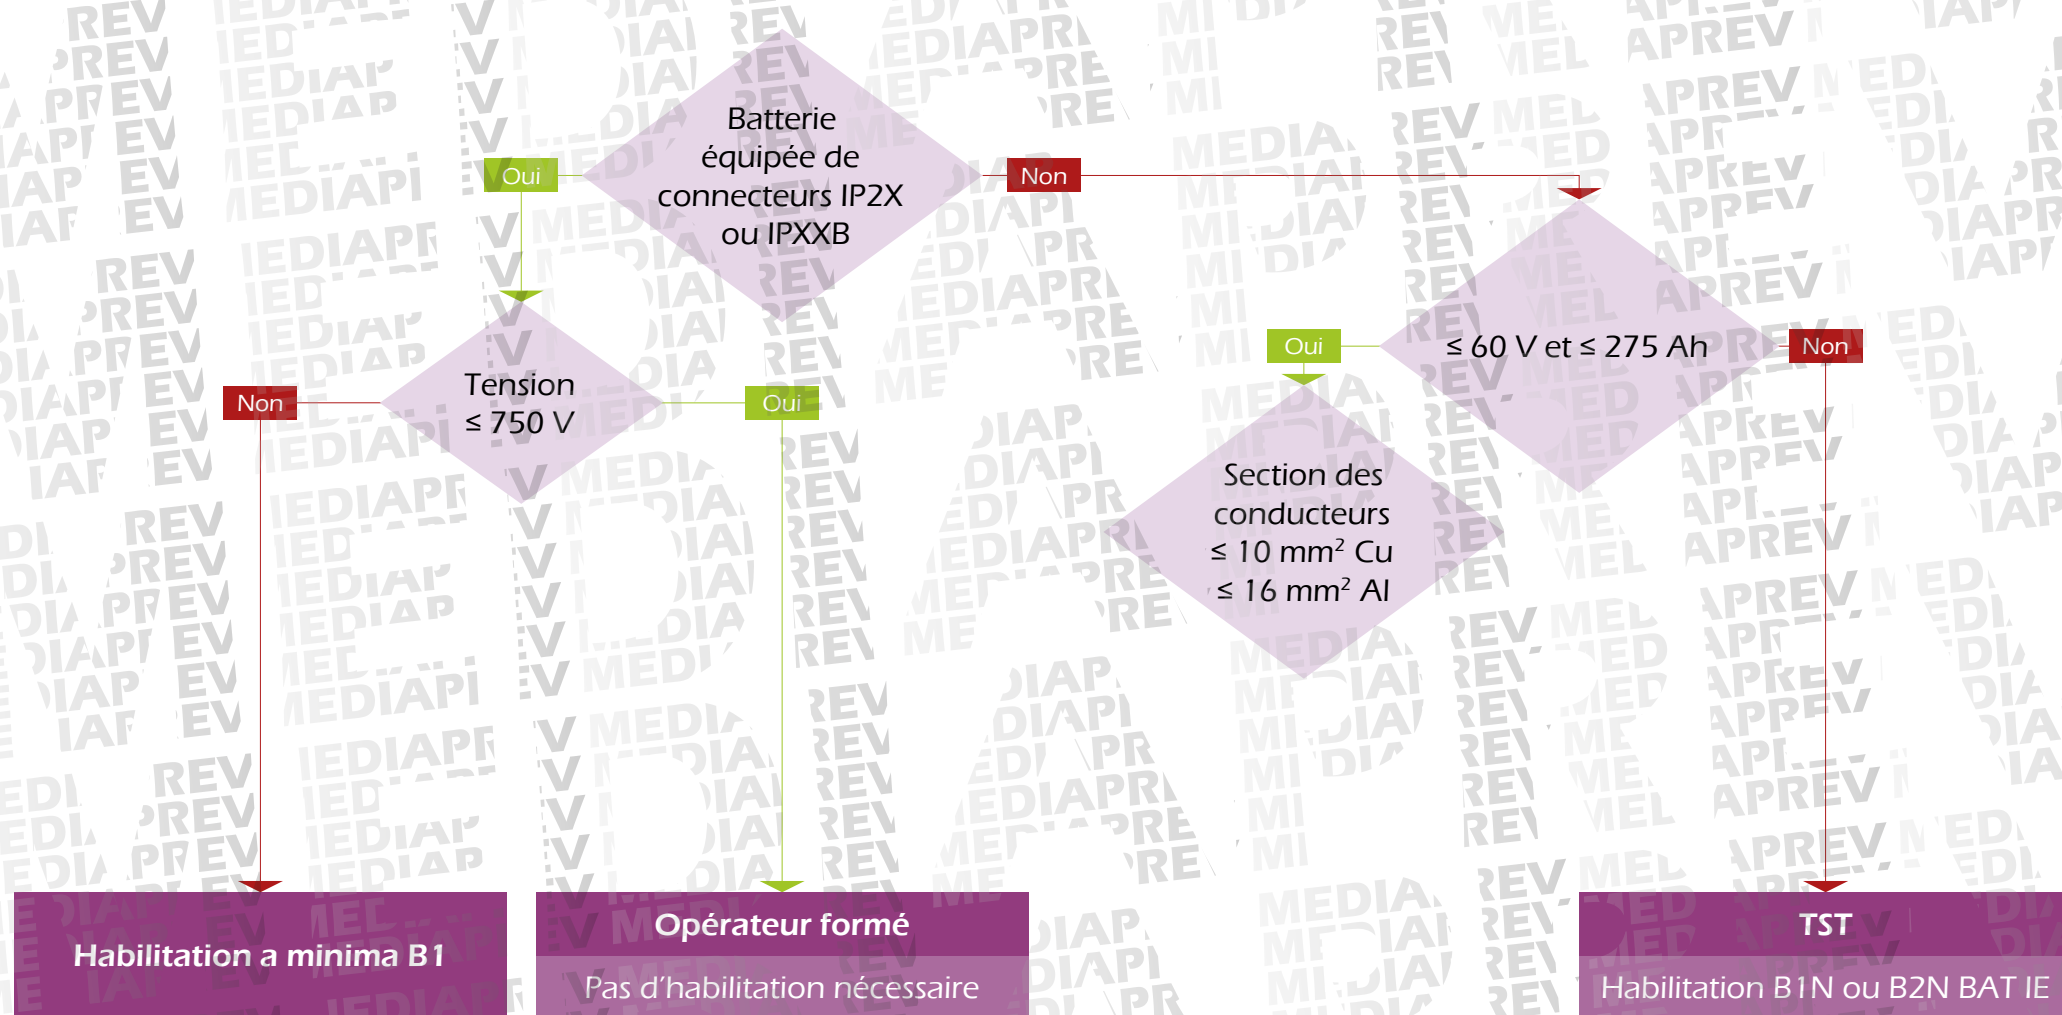 Batterie
équipée de
connecteurs IP2X
ou IPXXB
Oui
Non
Tension
≤ 750 V
Non
Oui
≤ 60 V et ≤ 275 Ah
Oui
Non
Section des
conducteurs
≤ 10 mm² Cu
≤ 16 mm² Al
Habilitation a minima B1
Opérateur formé
Pas d'habilitation nécessaire
TST
Habilitation B1N ou B2N BAT IE